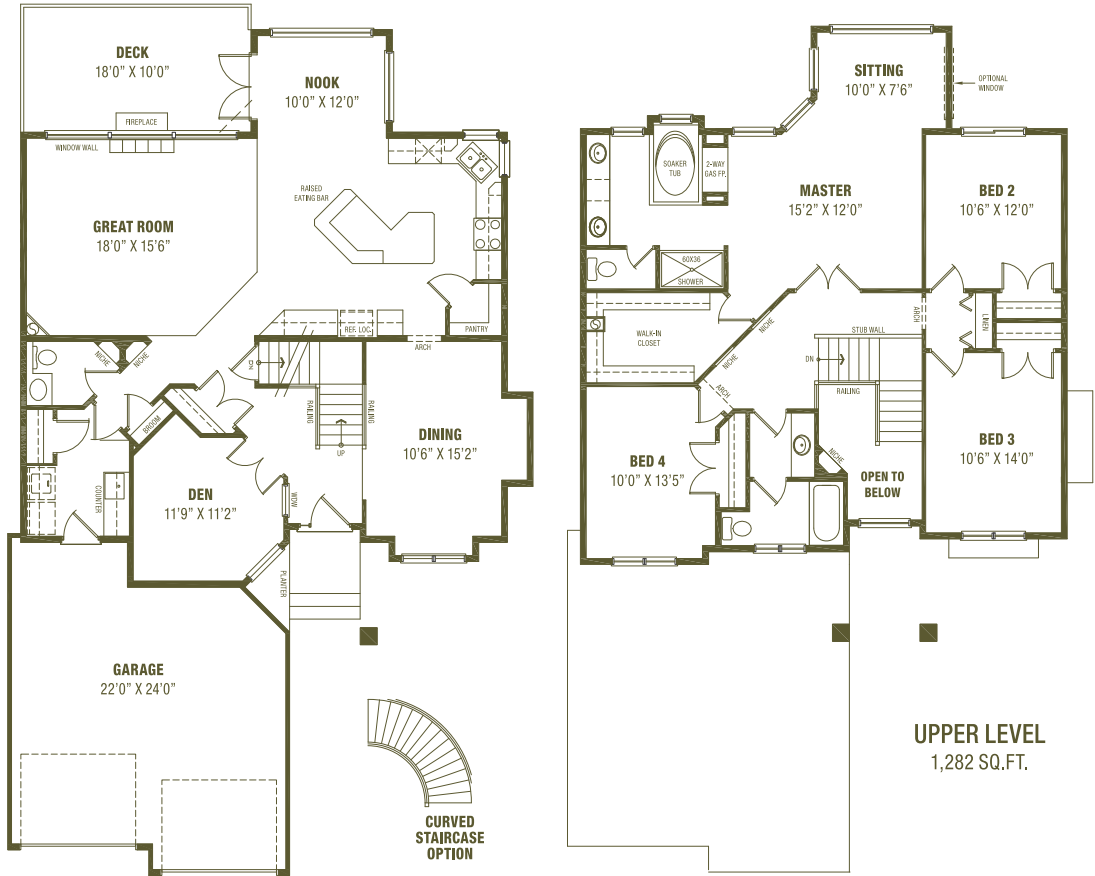 DECK
18'0" X 10'0"
NOOK
10'0" X 12'0"
FIREPLACE
WINDOW WALL
RAISED
EATING BAR
GREAT ROOM
18'0" X 15'6"
REF. LOC.
PANTRY
ARCH
NICHE
NICHE
DN
RAILING
RAILING
UP
BROOM
DINING
10'6" X 15'2"
DEN
11'9" X 11'2"
COUNTER
WDW
PLANTER
GARAGE
22'0" X 24'0"
CURVED
STAIRCASE
OPTION
SITTING
10'0" X 7'6"
OPTIONAL
WINDOW
SOAKER
TUB
2-WAY
GAS FP.
MASTER
15'2" X 12'0"
BED 2
10'6" X 12'0"
60X36
SHOWER
WALK-IN
CLOSET
NICHE
NICHE
ARCH
STUB WALL
DN
RAILING
ARCH
LINEN
BED 4
10'0" X 13'5"
NICHE
OPEN TO
BELOW
BED 3
10'6" X 14'0"
UPPER LEVEL
1,282 SQ.FT.